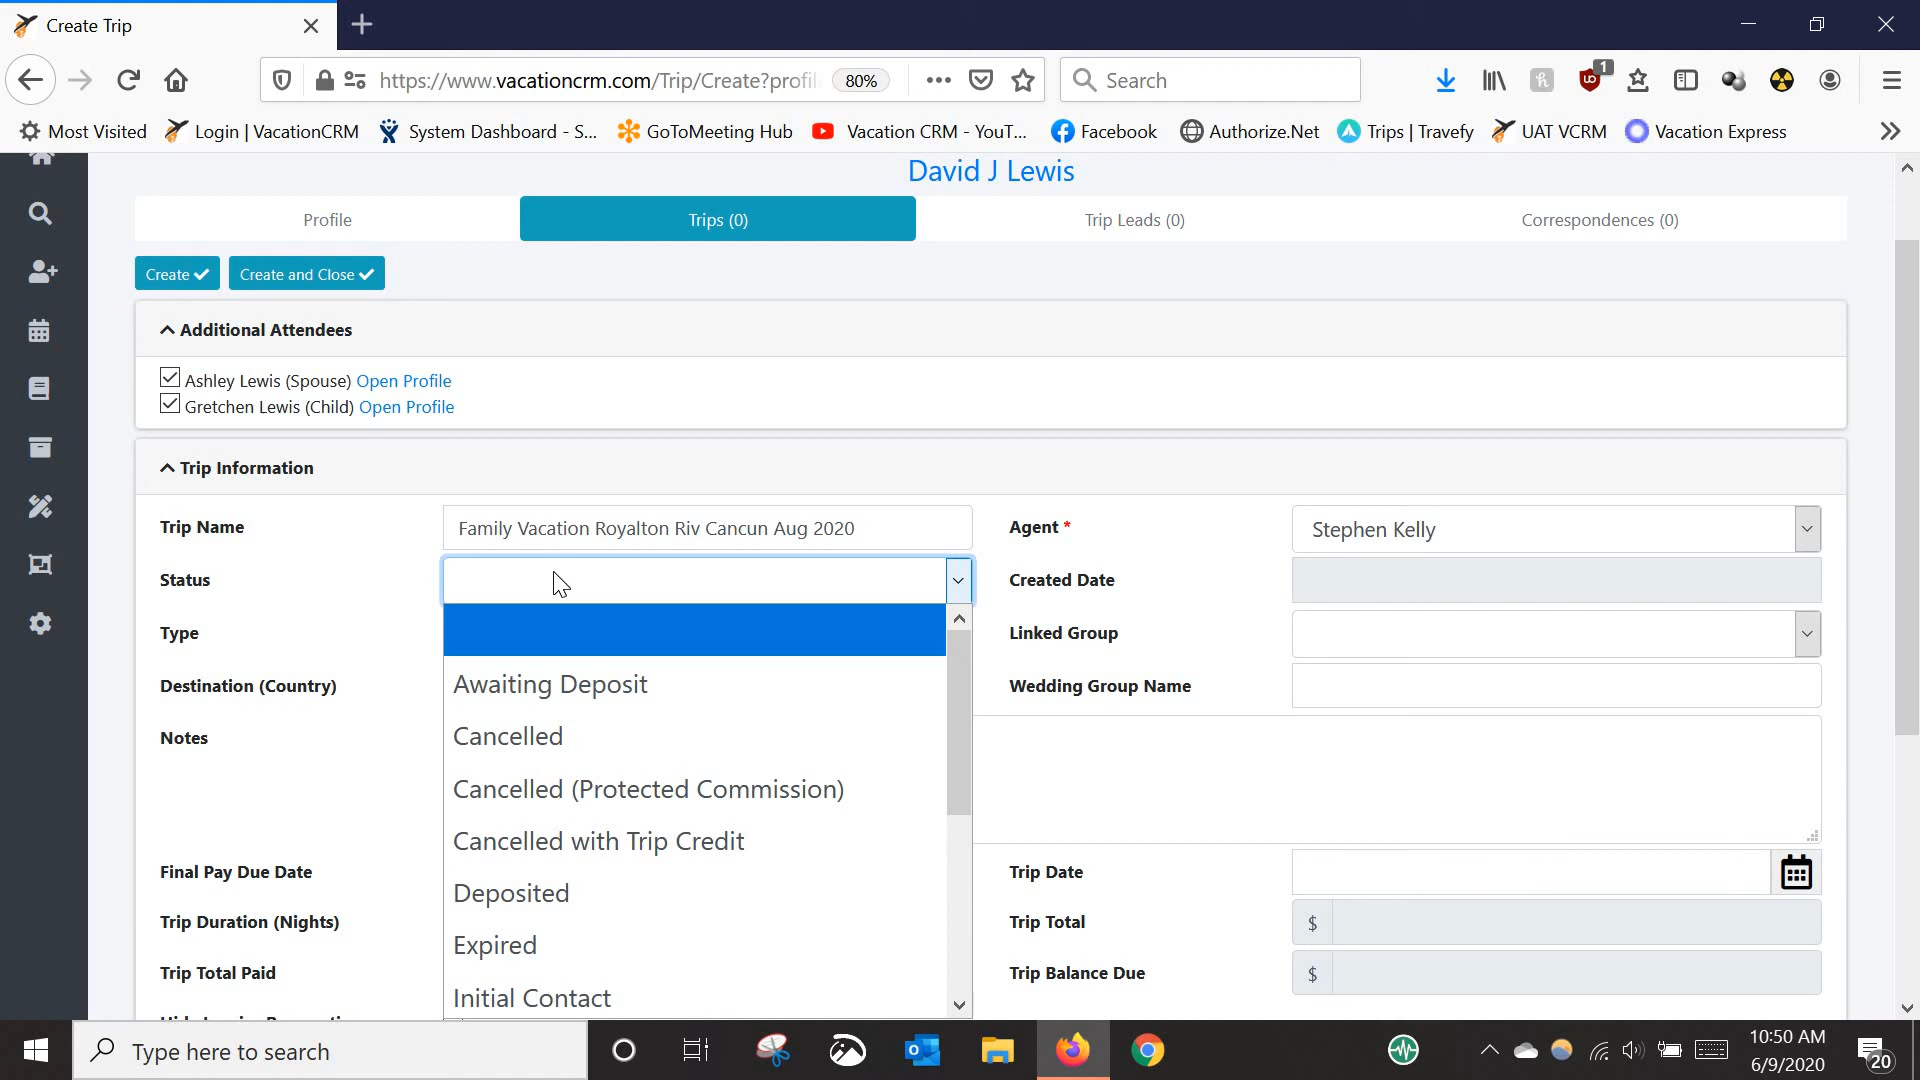 Create Trip
https://www.vacationcrm.com/Trip/Create?profil
80%
Search
1
Most Visited
Login | VacationCRM
System Dashboard - S...
GoToMeeting Hub
Vacation CRM - YouT...
Facebook
Authorize.Net
Trips | Travefy
UAT VCRM
Vacation Express
David J Lewis
Profile
Trips (0)
Trip Leads (0)
Correspondences (0)
Create
Create and Close
Additional Attendees
Ashley Lewis (Spouse) Open Profile
Gretchen Lewis (Child) Open Profile
Trip Information
Trip Name
Family Vacation Royalton Riv Cancun Aug 2020
Agent *
Stephen Kelly
Status
Created Date
Type
Linked Group
Destination (Country)
Awaiting Deposit
Wedding Group Name
Notes
Cancelled
Cancelled (Protected Commission)
Cancelled with Trip Credit
Final Pay Due Date
Deposited
Trip Date
Trip Duration (Nights)
Expired
Trip Total
$
Trip Total Paid
Initial Contact
Trip Balance Due
$
Type here to search
10:50 AM
6/9/2020
20